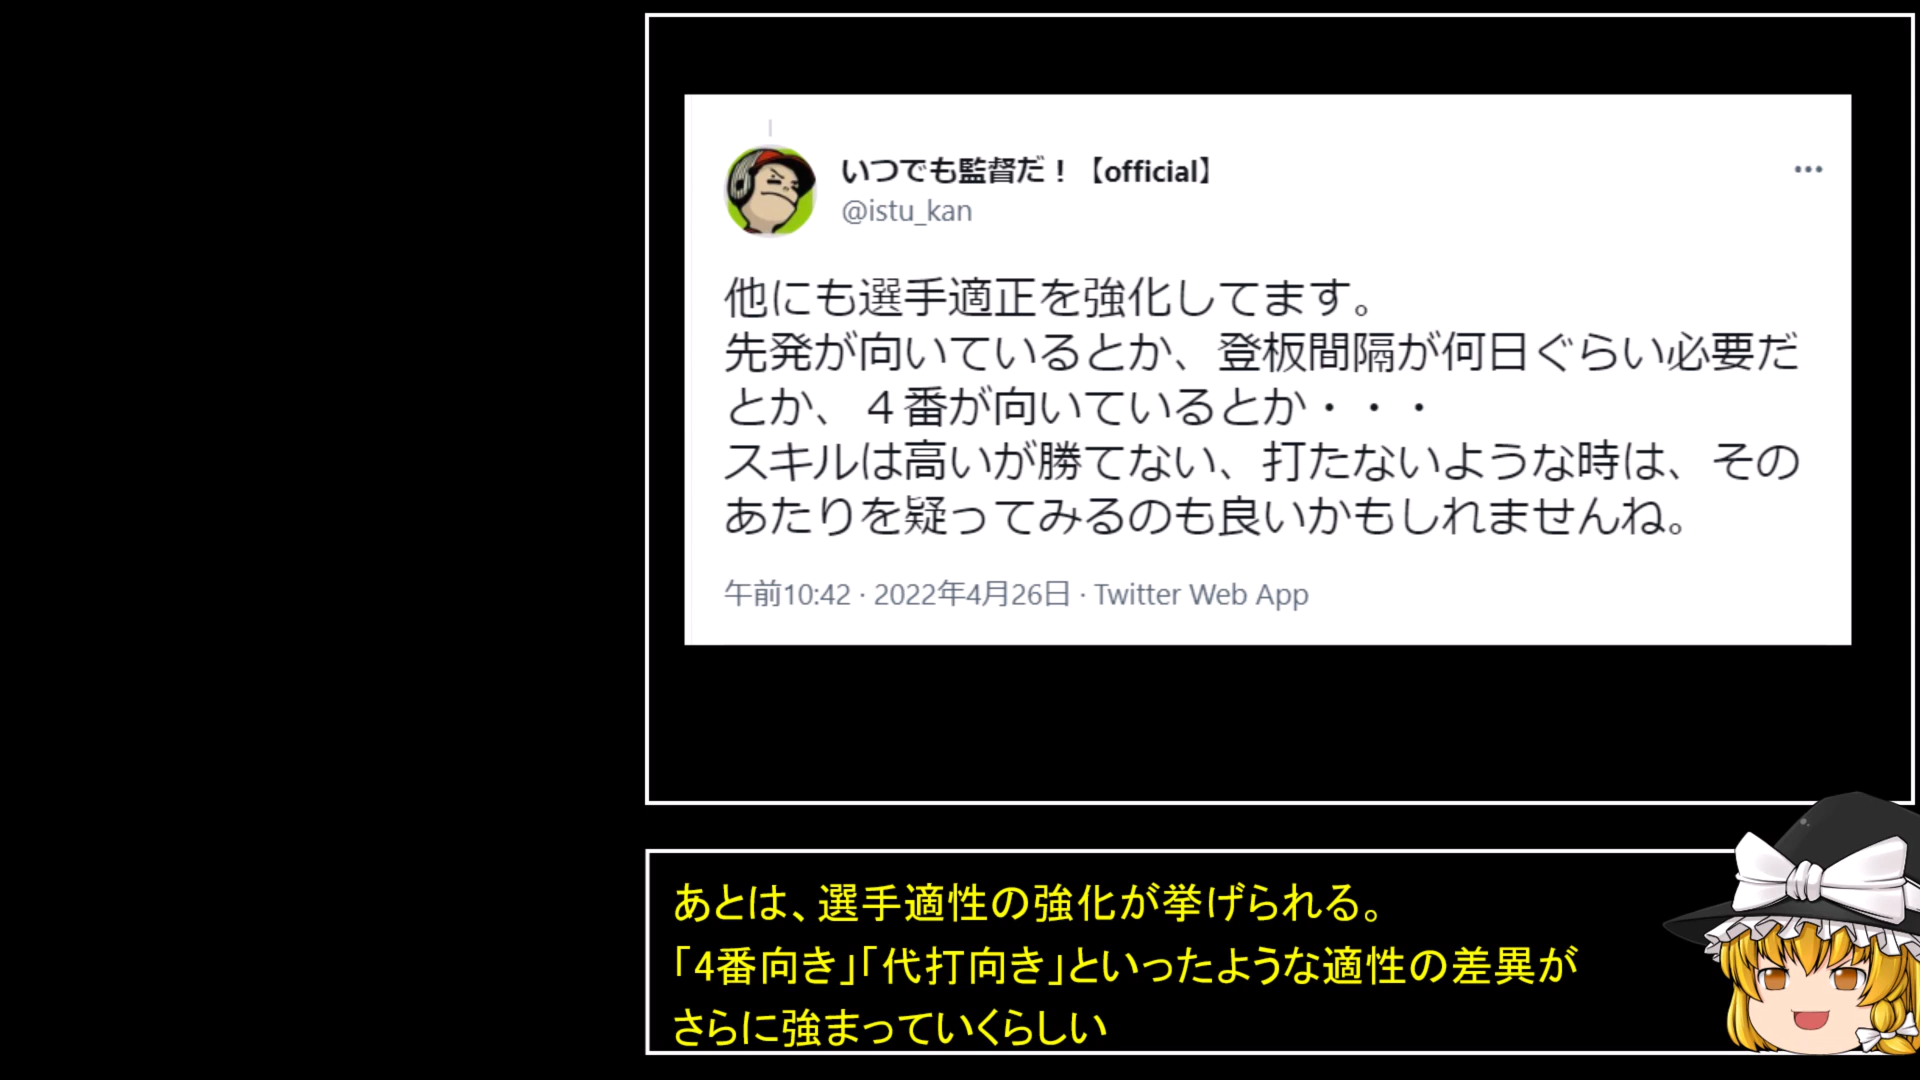 いつでも監督だ！【official】
@istu_kan
他にも選手適正を強化してます。
先発が向いているとか、登板間隔が何日ぐらい必要だ
とか、４番が向いているとか・・・
スキルは高いが勝てない、打たないような時は、その
あたりを疑ってみるのも良いかもしれませんね。
午前10:42 · 2022年4月26日 · Twitter Web App
あとは、選手適性の強化が挙げられる。
｢4番向き｣｢代打向き｣といったような適性の差異が
さらに強まっていくらしい